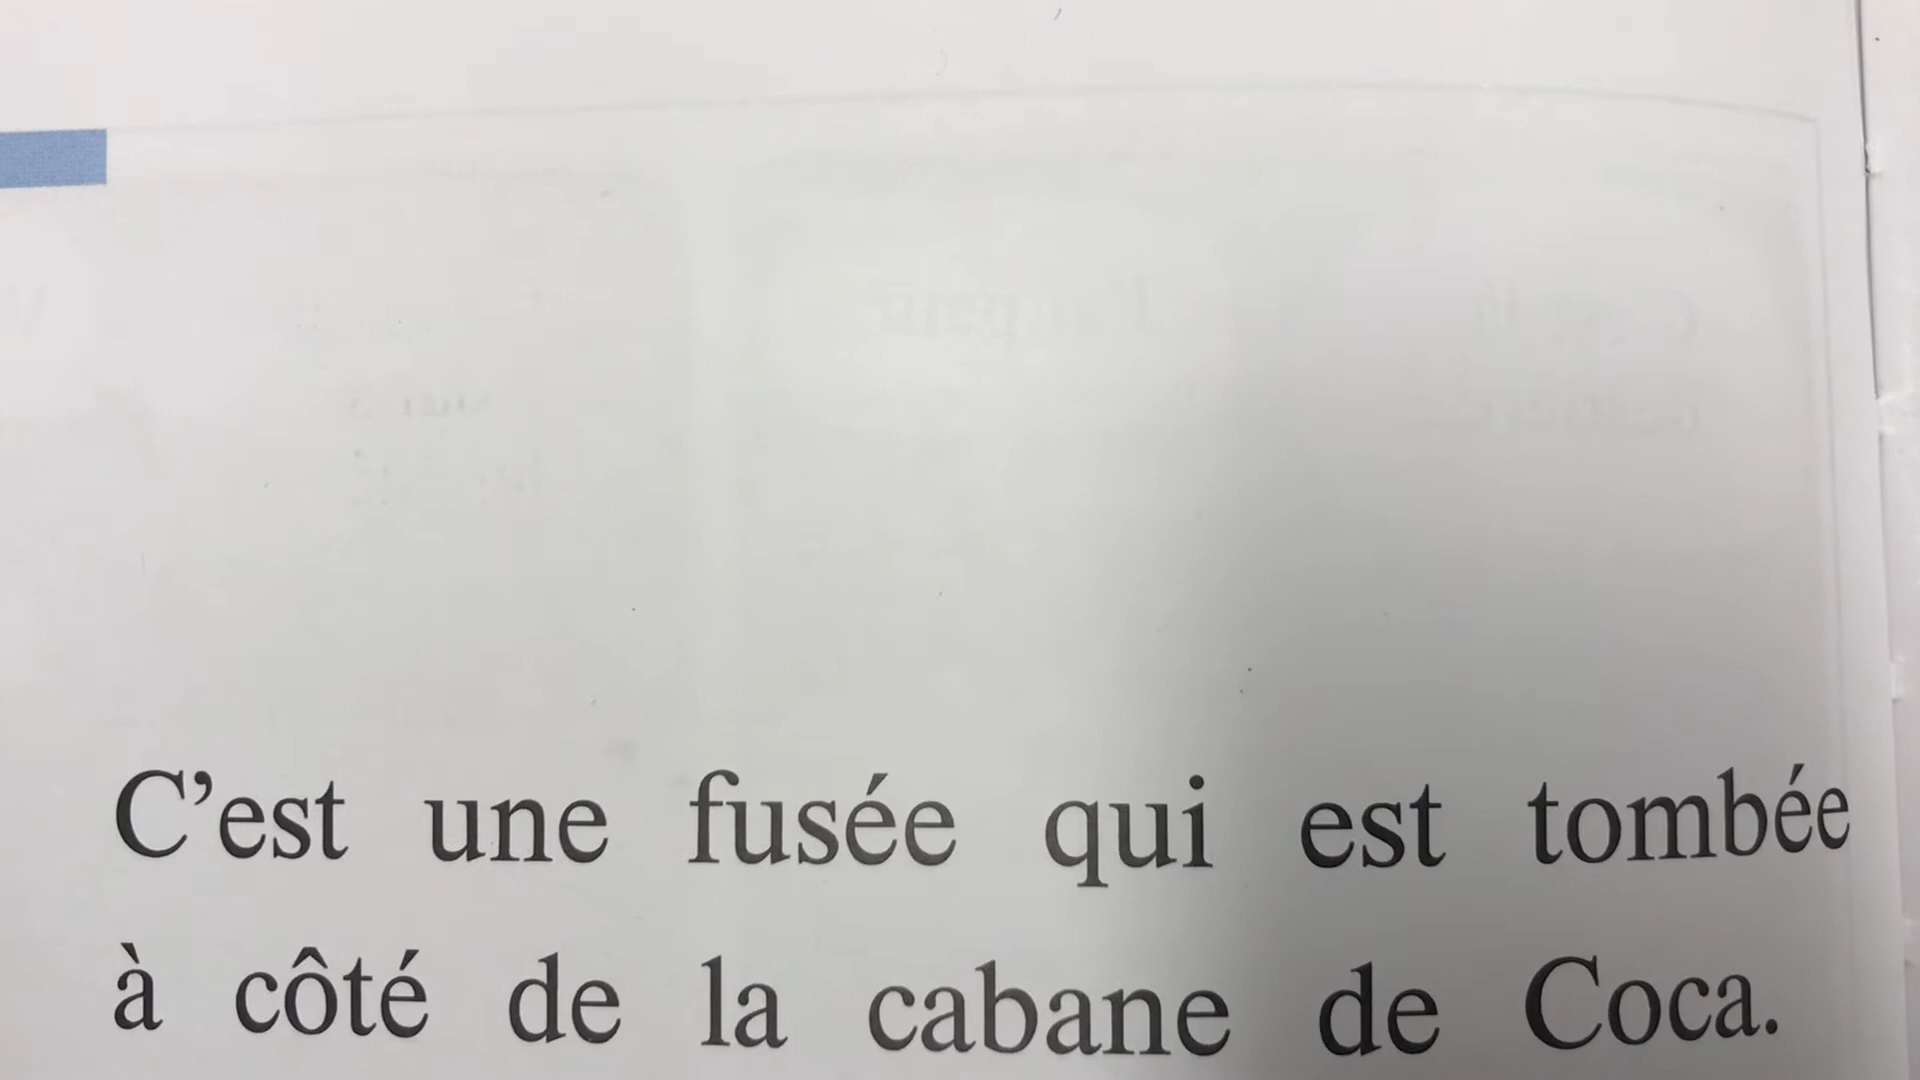 C’est une fusée qui est tombée
à côté de la cabane de Coca.